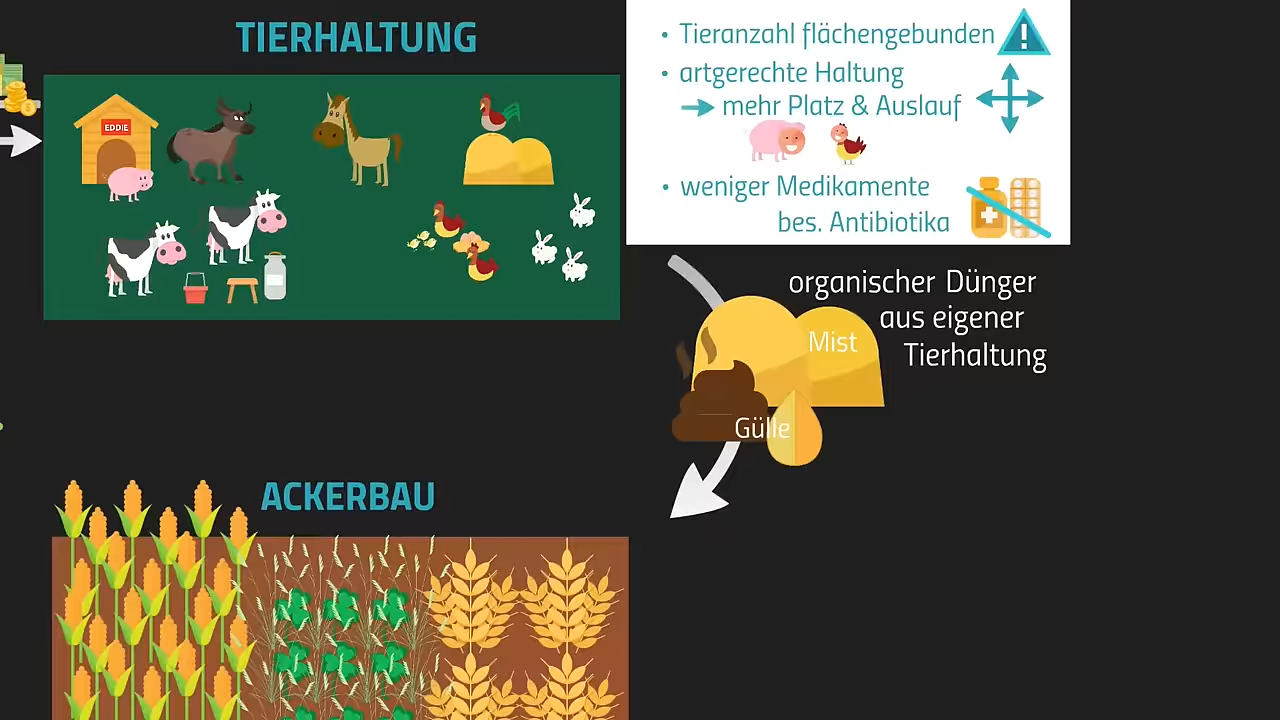 TIERHALTUNG
EDDIE
• Tieranzahl flächengebunden
• artgerechte Haltung
mehr Platz & Auslauf
• weniger Medikamente
bes. Antibiotika
organischer Dünger
aus eigener
Tierhaltung
Mist
Gülle
ACKERBAU